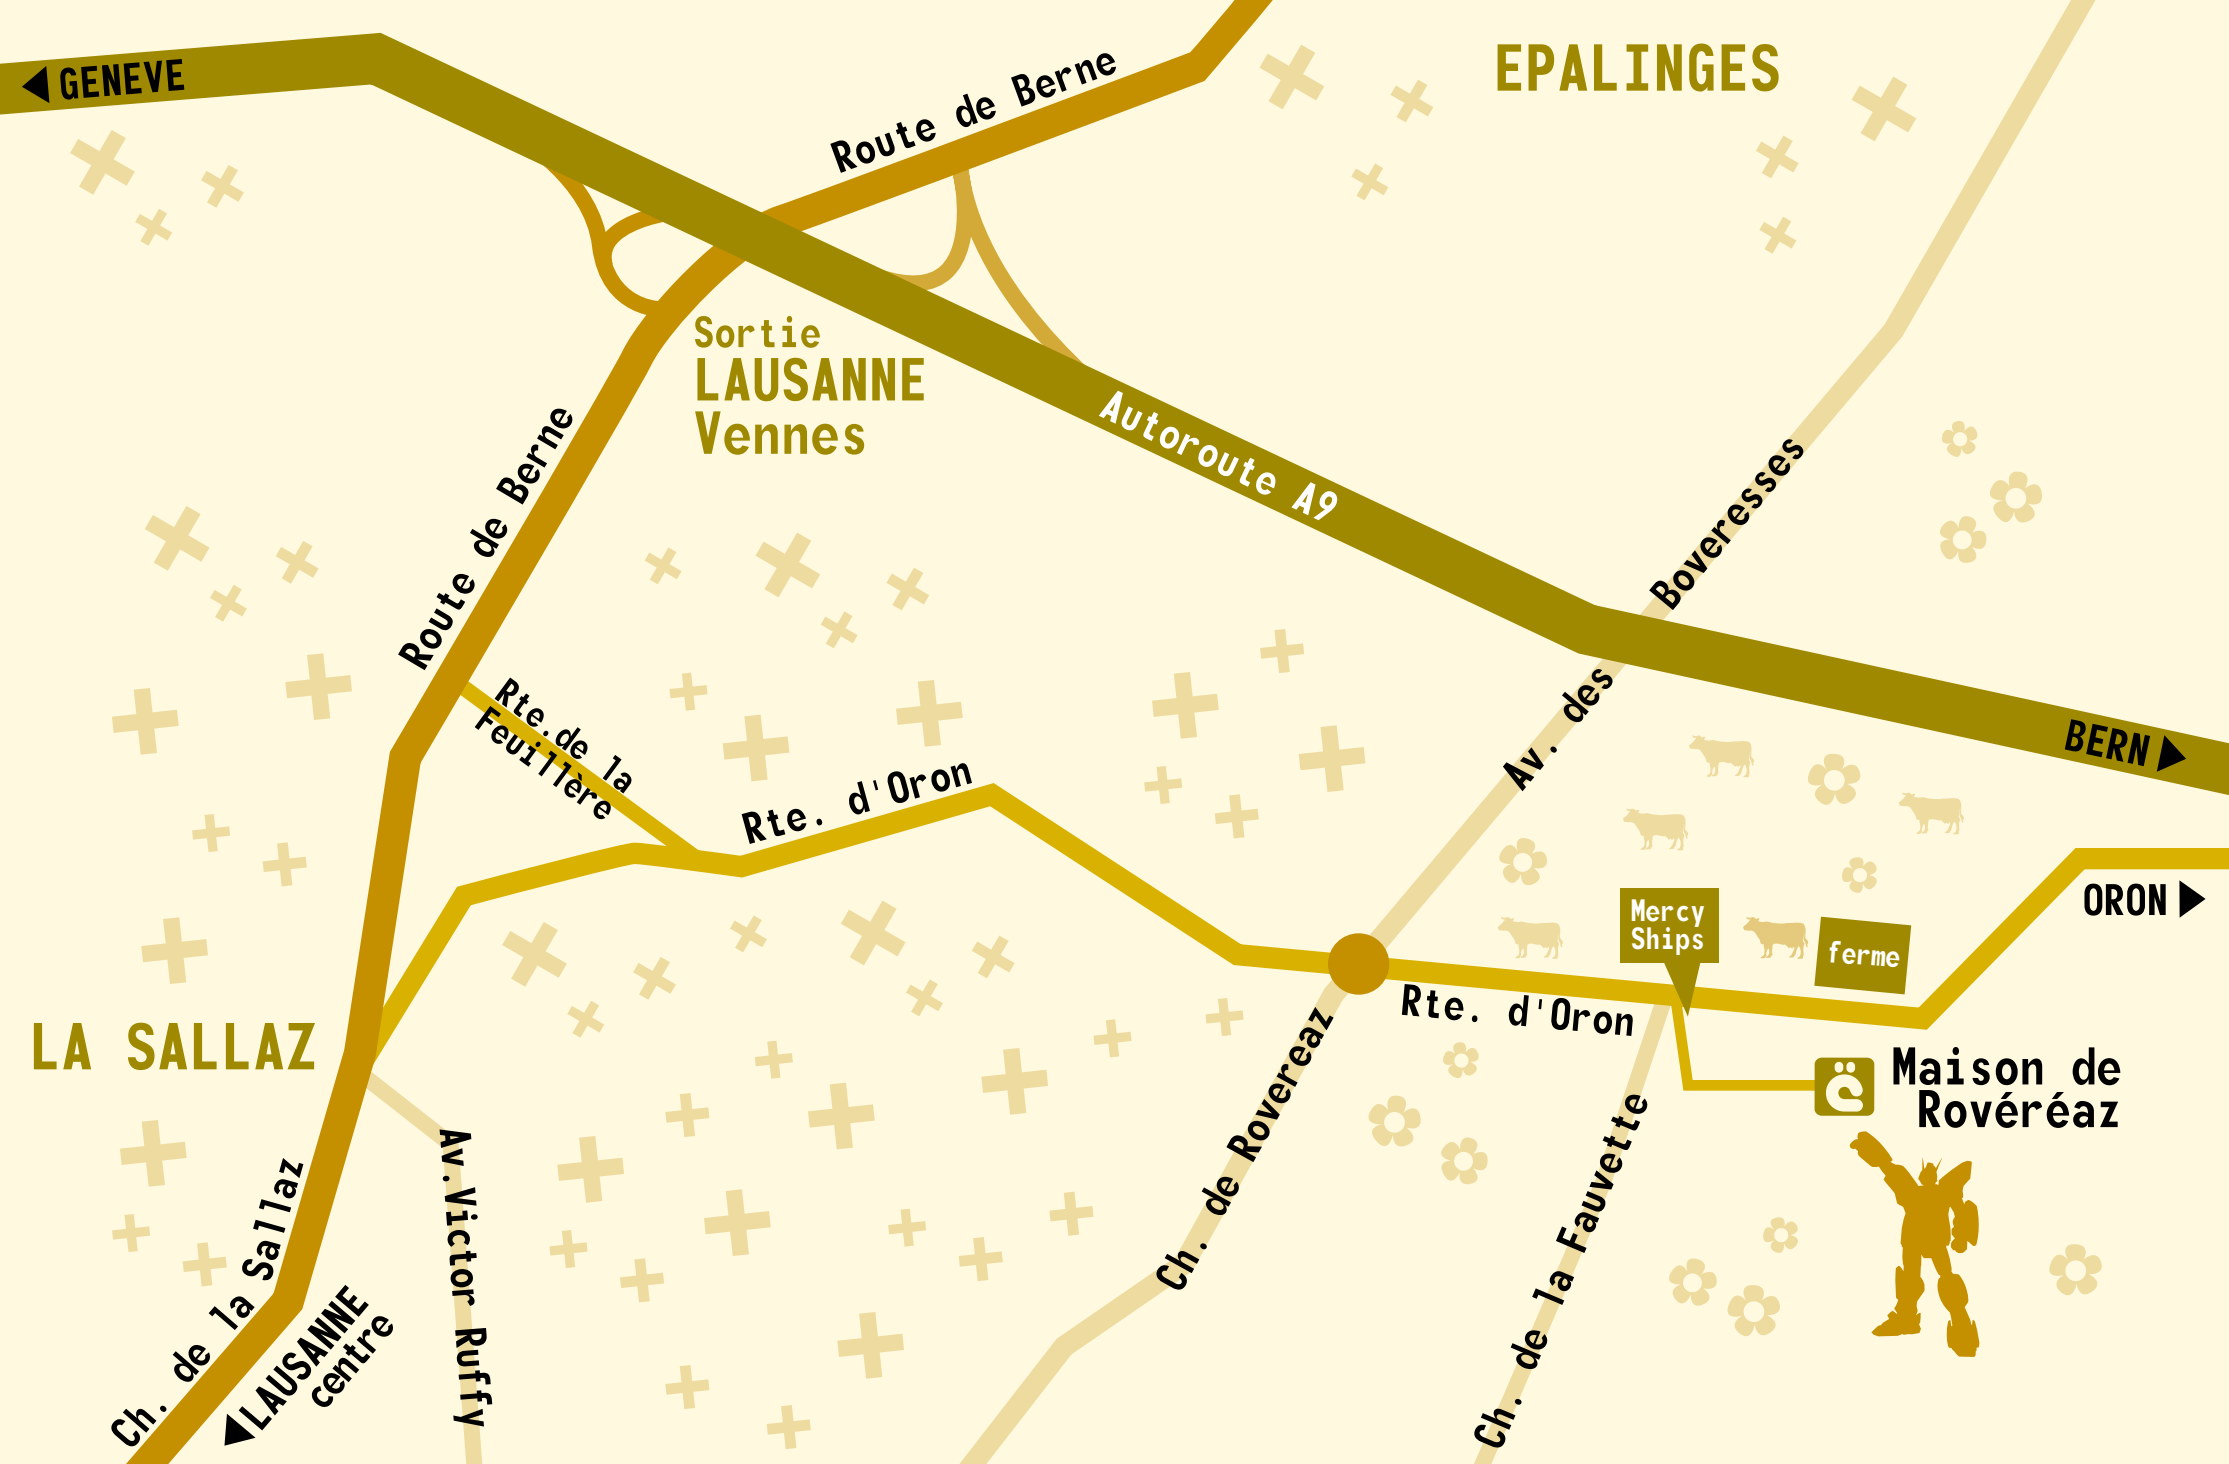 GENEVE
Route de Berne
EPALINGES
Sortie
LAUSANNE
Vennes
Autoroute A9
Route de Berne
Av. des Boveresses
Rte.de la
Feuillère
Rte. d'Oron
BERN
ORON
Mercy
Ships
ferme
Rte. d'Oron
LA SALLAZ
Maison de
Rovéréaz
ë
Ch. de Rovereaz
Ch. de la Fauvette
Av.Victor Ruffy
Ch. de la Sallaz
LAUSANNE
centre